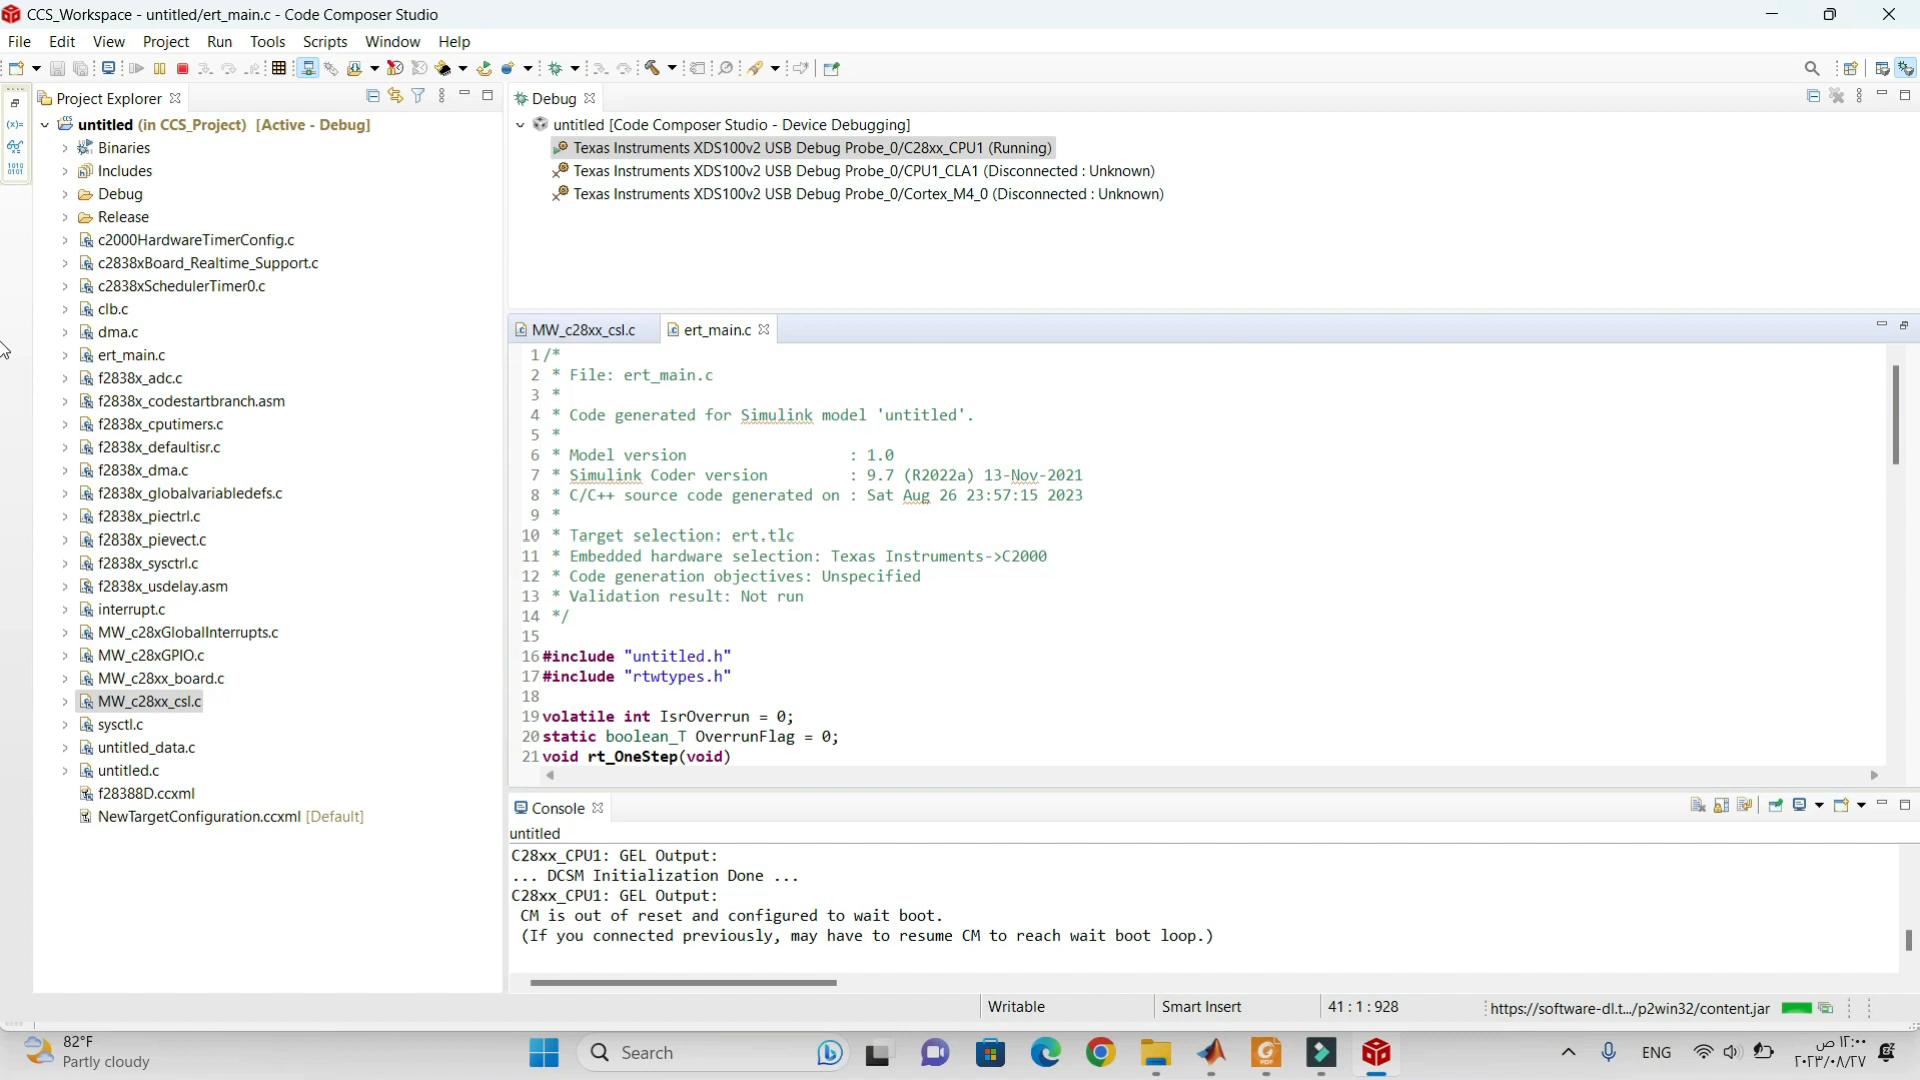 CCS_Workspace - untitled/ert_main.c - Code Composer Studio
File Edit View Project Run Tools Scripts Window Help
Project Explorer
untitled (in CCS_Project) [Active - Debug]
Binaries
Includes
Debug
Release
c2000HardwareTimerConfig.c
c2838xBoard_Realtime_Support.c
c2838xSchedulerTimer0.c
clb.c
dma.c
ert_main.c
f2838x_adc.c
f2838x_codestartbranch.asm
f2838x_cputimers.c
f2838x_defaultisr.c
f2838x_dma.c
f2838x_globalvariabledefs.c
f2838x_piectrl.c
f2838x_pievect.c
f2838x_sysctrl.c
f2838x_usdelay.asm
interrupt.c
MW_c28xGlobalInterrupts.c
MW_c28xGPIO.c
MW_c28xx_board.c
MW_c28xx_csl.c
sysctl.c
untitled_data.c
untitled.c
f28388D.ccxml
NewTargetConfiguration.ccxml [Default]
Debug
untitled [Code Composer Studio - Device Debugging]
Texas Instruments XDS100v2 USB Debug Probe_0/C28xx_CPU1 (Running)
Texas Instruments XDS100v2 USB Debug Probe_0/CPU1_CLA1 (Disconnected : Unknown)
Texas Instruments XDS100v2 USB Debug Probe_0/Cortex_M4_0 (Disconnected : Unknown)
MW_c28xx_csl.c ert_main.c
1 /*
2 * File: ert_main.c
3 *
4 * Code generated for Simulink model 'untitled'.
5 *
6 * Model version : 1.0
7 * Simulink Coder version : 9.7 (R2022a) 13-Nov-2021
8 * C/C++ source code generated on : Sat Aug 26 23:57:15 2023
9 *
10 * Target selection: ert.tlc
11 * Embedded hardware selection: Texas Instruments->C2000
12 * Code generation objectives: Unspecified
13 * Validation result: Not run
14 */
15
16 #include "untitled.h"
17 #include "rtwtypes.h"
18
19 volatile int IsrOverrun = 0;
20 static boolean_T OverrunFlag = 0;
21 void rt_OneStep(void)
Console
untitled
C28xx_CPU1: GEL Output:
... DCSM Initialization Done ...
C28xx_CPU1: GEL Output:
CM is out of reset and configured to wait boot.
(If you connected previously, may have to resume CM to reach wait boot loop.)
Writable Smart Insert 41 : 1 : 928 https://software-dl.t.../p2win32/content.jar
82°F
Partly cloudy
Search
ENG
١٢:٠٠ ص
٢٠٢٣/٠٨/٢٧